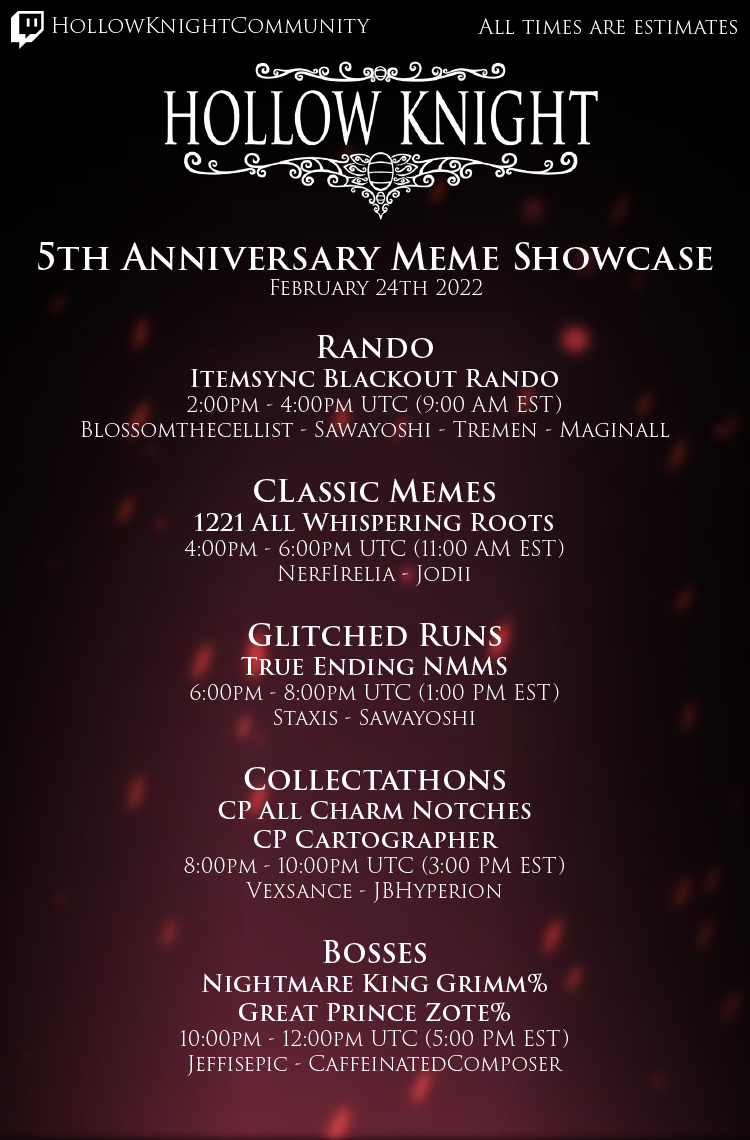 HollowKnightCommunity
All times are estimates
HOLLOW KNIGHT
5th Anniversary Meme Showcase
February 24th 2022
Rando
Itemsync Blackout Rando
2:00pm - 4:00pm UTC (9:00 AM EST)
Blossomthecellist - Sawayoshi - Tremen - Maginall
CLassic Memes
1221 All Whispering Roots
4:00pm - 6:00pm UTC (11:00 AM EST)
NerfIrelia - Jodii
Glitched Runs
True Ending NMMS
6:00pm - 8:00pm UTC (1:00 PM EST)
Staxis - Sawayoshi
Collectathons
CP All Charm Notches
CP Cartographer
8:00pm - 10:00pm UTC (3:00 PM EST)
Vexsance - JBHyperion
Bosses
Nightmare King Grimm%
Great Prince Zote%
10:00pm - 12:00pm UTC (5:00 PM EST)
Jeffisepic - CaffeinatedComposer